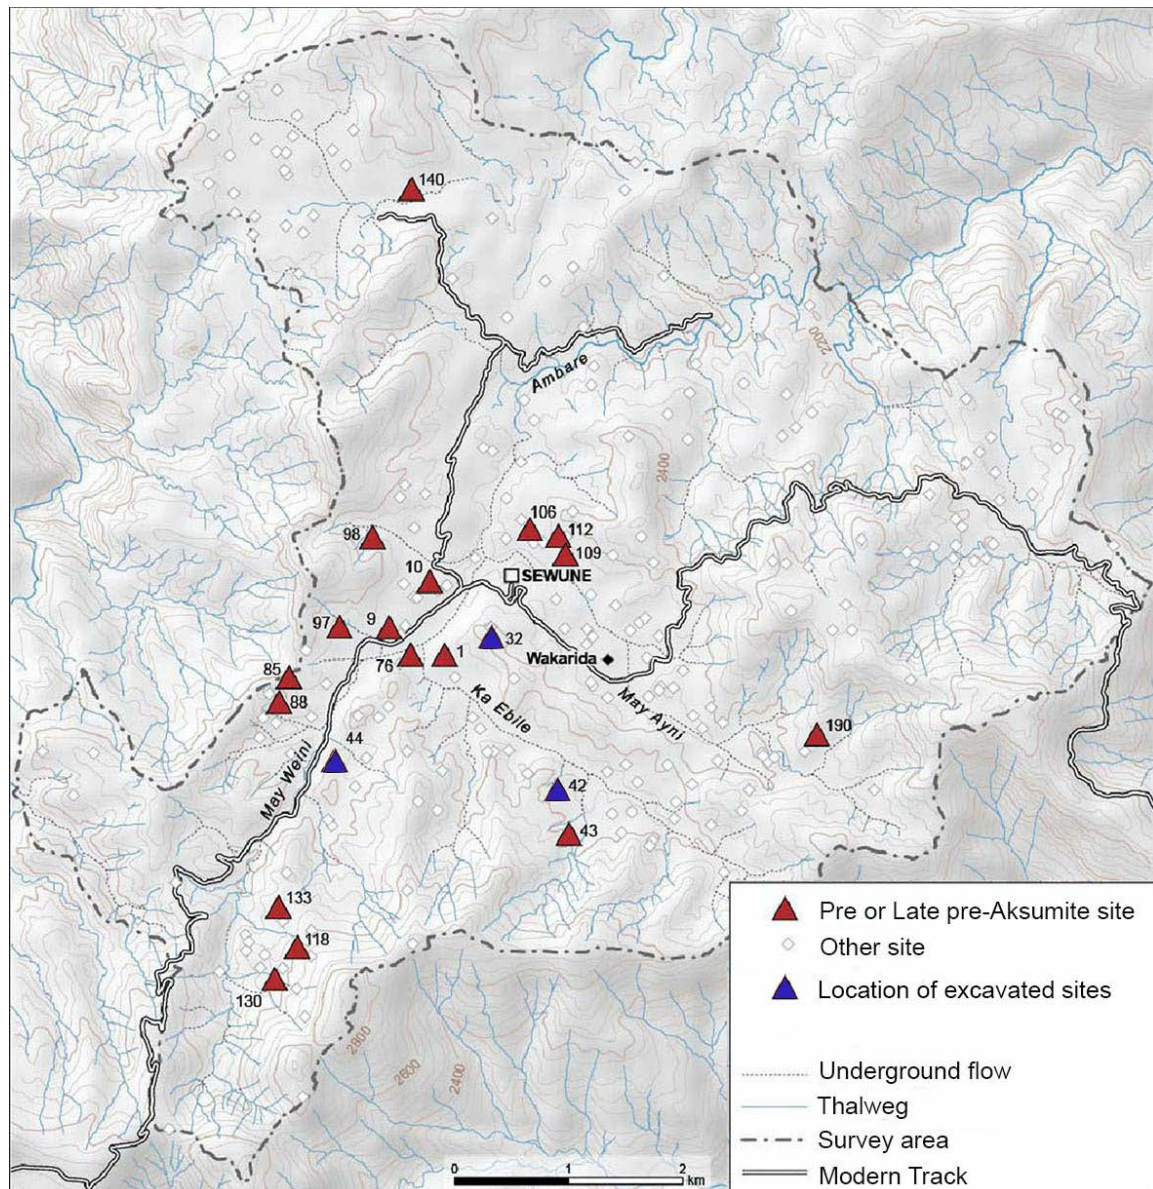 140
Ambare
2200
2400
106
112
98
109
10
SEWUNE
97
9
32
76
1
Wakarida
85
88
Ka Ebile
May Ayni
190
44
May Weini
42
43
133
118
130
2800
2600
2400
Pre or Late pre-Aksumite site
Other site
Location of excavated sites
Underground flow
Thalweg
Survey area
Modern Track
0 1 2
km